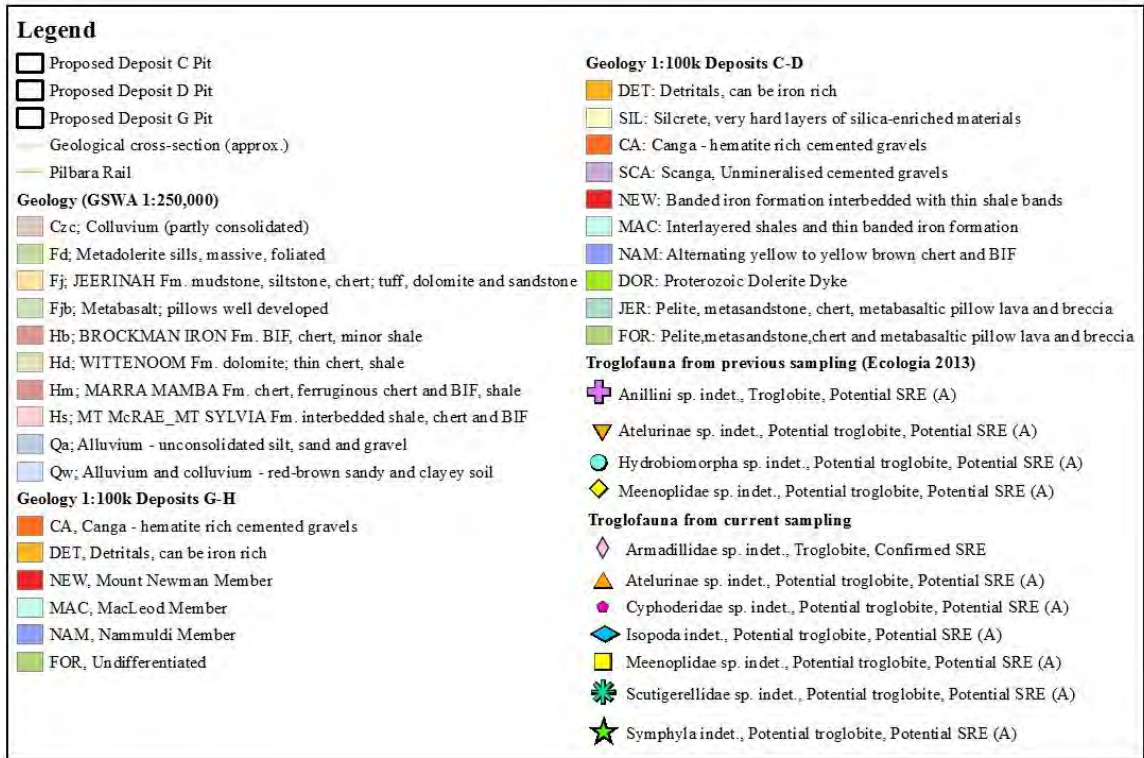 Legend
Proposed Deposit C Pit
Proposed Deposit D Pit
Proposed Deposit G Pit
Geological cross-section (approx.)
Pilbara Rail
Geology (GSWA 1:250,000)
Czc; Colluvium (partly consolidated)
Fd; Metadolerite sills, massive, foliated
Fj; JEERINAH Fm. mudstone, siltstone, chert; tuff, dolomite and sandstone
Fjb; Metabasalt; pillows well developed
Hb; BROCKMAN IRON Fm. BIF, chert, minor shale
Hd; WITTENOOM Fm. dolomite; thin chert, shale
Hm; MARRA MAMBA Fm. chert, ferruginous chert and BIF, shale
Hs; MT McRAE_MT SYLVIA Fm. interbedded shale, chert and BIF
Qa; Alluvium - unconsolidated silt, sand and gravel
Qw; Alluvium and colluvium - red-brown sandy and clayey soil
Geology 1:100k Deposits G-H
CA, Canga - hematite rich cemented gravels
DET, Detritals, can be iron rich
NEW, Mount Newman Member
MAC, MacLeod Member
NAM, Nammuldi Member
FOR, Undifferentiated
Geology 1:100k Deposits C-D
DET: Detritals, can be iron rich
SIL: Silcrete, very hard layers of silica-enriched materials
CA: Canga - hematite rich cemented gravels
SCA: Scanga, Unmineralised cemented gravels
NEW: Banded iron formation interbedded with thin shale bands
MAC: Interlayered shales and thin banded iron formation
NAM: Alternating yellow to yellow brown chert and BIF
DOR: Proterozoic Dolerite Dyke
JER: Pelite, metasandstone, chert, metabasaltic pillow lava and breccia
FOR: Pelite,metasandstone,chert and metabasaltic pillow lava and breccia
Troglofauna from previous sampling (Ecologia 2013)
Anillini sp. indet., Troglobite, Potential SRE (A)
Atelurinae sp. indet., Potential troglobite, Potential SRE (A)
Hydrobiomorpha sp. indet., Potential troglobite, Potential SRE (A)
Meenoplidae sp. indet., Potential troglobite, Potential SRE (A)
Troglofauna from current sampling
Armadillidae sp. indet., Troglobite, Confirmed SRE
Atelurinae sp. indet., Potential troglobite, Potential SRE (A)
Cyphoderidae sp. indet., Potential troglobite, Potential SRE (A)
Isopoda indet., Potential troglobite, Potential SRE (A)
Meenoplidae sp. indet., Potential troglobite, Potential SRE (A)
Scutigerellidae sp. indet., Potential troglobite, Potential SRE (A)
Symphyla indet., Potential troglobite, Potential SRE (A)